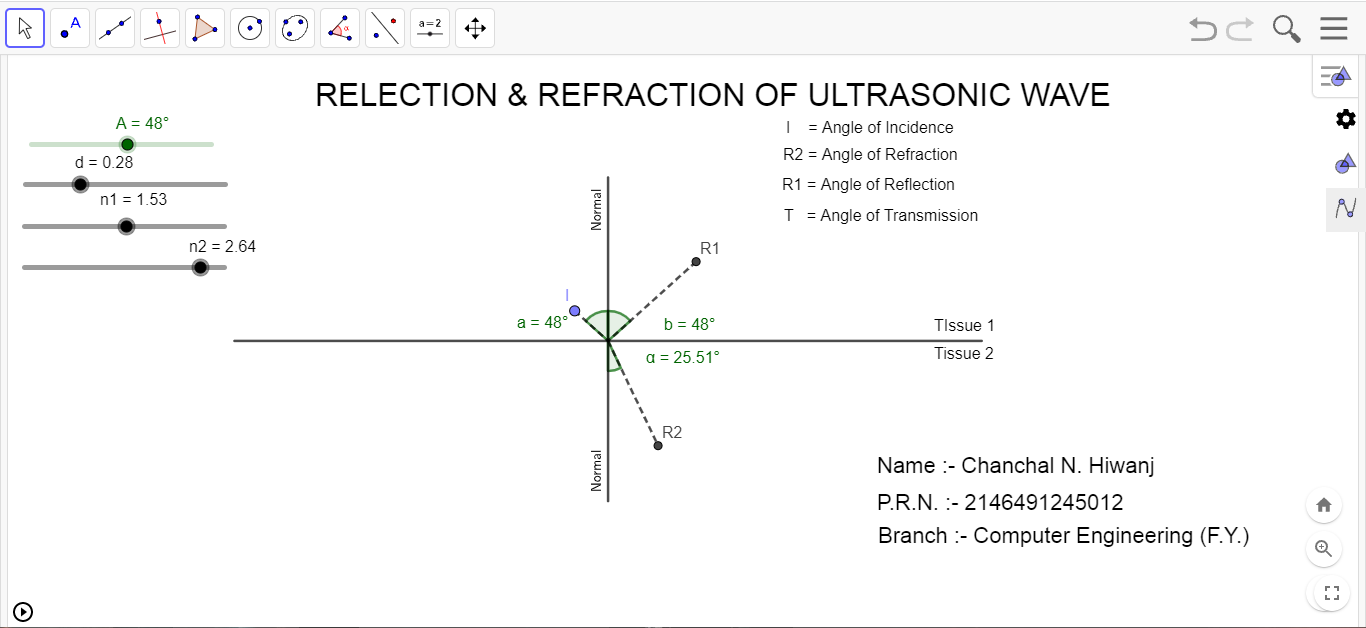 A
α
a=2
RELECTION & REFRACTION OF ULTRASONIC WAVE
A = 48°
d = 0.28
n1 = 1.53
n2 = 2.64
I = Angle of Incidence
R2 = Angle of Refraction
R1 = Angle of Reflection
T = Angle of Transmission
Normal
R1
I
a = 48°
b = 48°
TIssue 1
Tissue 2
α = 25.51°
R2
Normal
Name :- Chanchal N. Hiwanj
P.R.N. :- 2146491245012
Branch :- Computer Engineering (F.Y.)